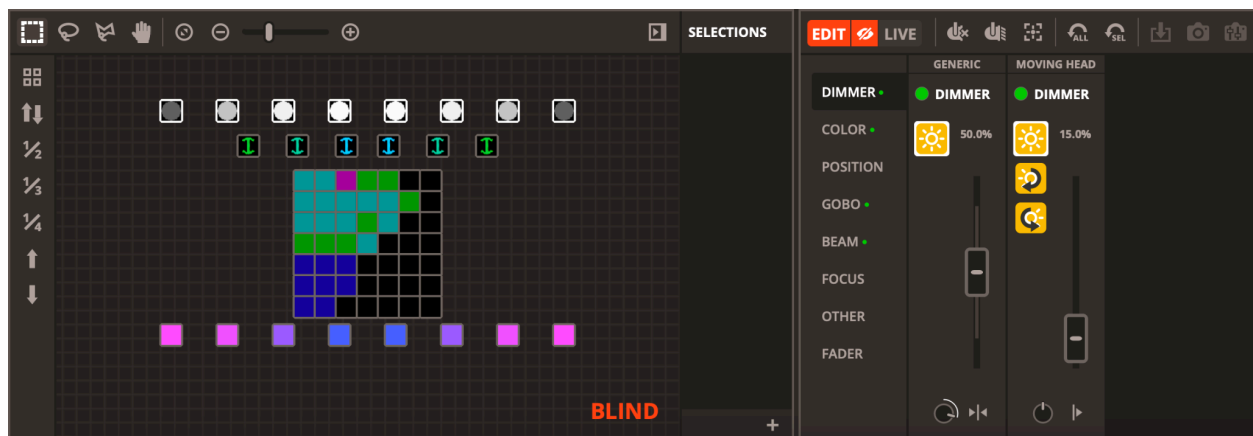 SELECTIONS
EDIT LIVE
ALL
SEL
GENERIC
MOVING HEAD
DIMMER
DIMMER
DIMMER
COLOR
50.0%
15.0%
1/2
POSITION
1/3
GOBO
1/4
BEAM
FOCUS
OTHER
FADER
BLIND